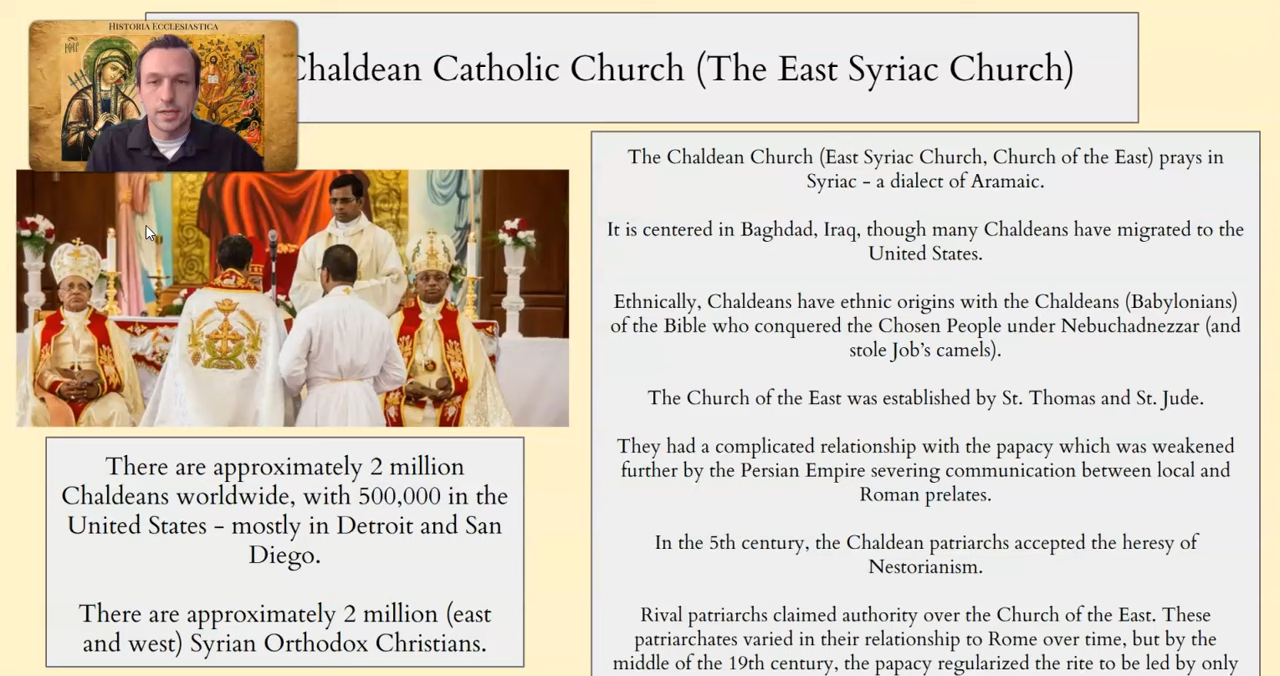 HISTORIA ECCLESIASTICA
Chaldean Catholic Church (The East Syriac Church)
The Chaldean Church (East Syriac Church, Church of the East) prays in
Syriac - a dialect of Aramaic.
It is centered in Baghdad, Iraq, though many Chaldeans have migrated to the
United States.
Ethnically, Chaldeans have ethnic origins with the Chaldeans (Babylonians)
of the Bible who conquered the Chosen People under Nebuchadnezzar (and
stole Job's camels).
The Church of the East was established by St. Thomas and St. Jude.
They had a complicated relationship with the papacy which was weakened
further by the Persian Empire severing communication between local and
Roman prelates.
In the 5th century, the Chaldean patriarchs accepted the heresy of
Nestorianism.
Rival patriarchs claimed authority over the Church of the East. These
patriarchates varied in their relationship to Rome over time, but by the
middle of the 19th century, the papacy regularized the rite to be led by only
There are approximately 2 million
Chaldeans worldwide, with 500,000 in the
United States - mostly in Detroit and San
Diego.
There are approximately 2 million (east
and west) Syrian Orthodox Christians.